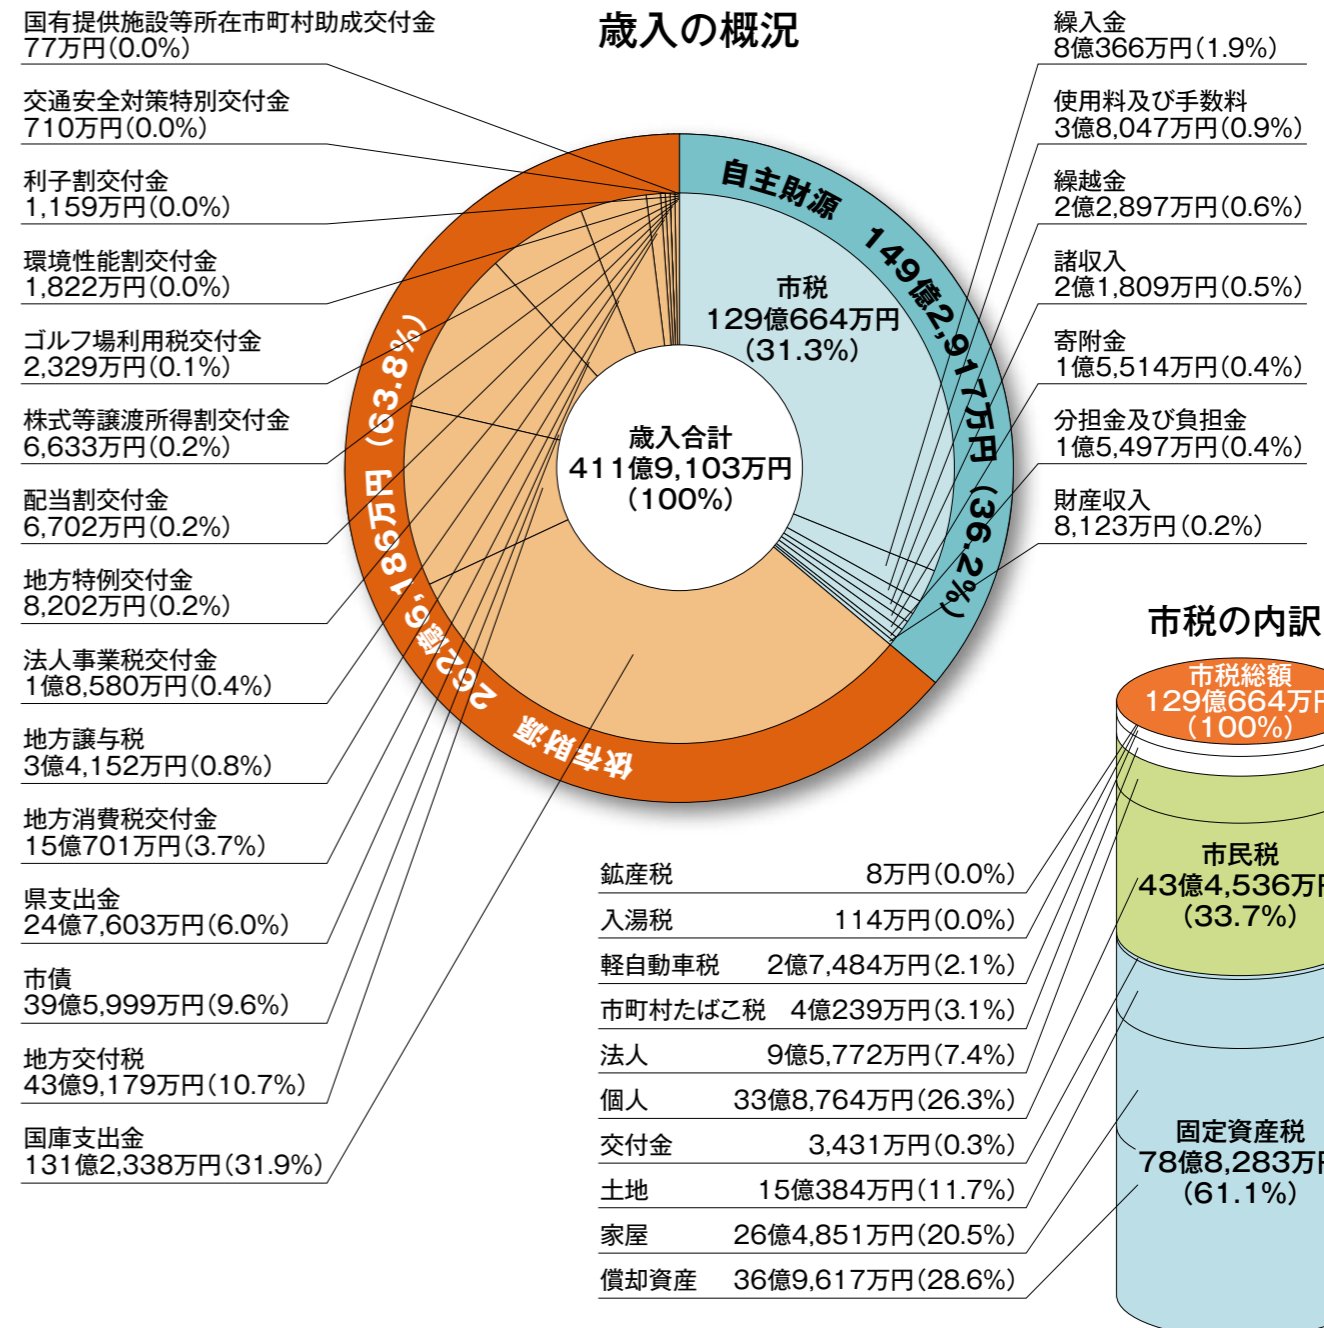 歳入の概況
国有提供施設等所在市町村助成交付金
77万円(0.0%)
交通安全対策特別交付金
710万円(0.0%)
利子割交付金
1,159万円(0.0%)
環境性能割交付金
1,822万円(0.0%)
ゴルフ場利用税交付金
2,329万円(0.1%)
株式等譲渡所得割交付金
6,633万円(0.2%)
配当割交付金
6,702万円(0.2%)
地方特例交付金
8,202万円(0.2%)
法人事業税交付金
1億8,580万円(0.4%)
地方譲与税
3億4,152万円(0.8%)
地方消費税交付金
15億701万円(3.7%)
県支出金
24億7,603万円(6.0%)
市債
39億5,999万円(9.6%)
地方交付税
43億9,179万円(10.7%)
国庫支出金
131億2,338万円(31.9%)
自主財源 149億2,917万円 (36.2%)
依存財源 262億6,186万円 (63.8%)
市税
129億664万円
(31.3%)
歳入合計
411億9,103万円
(100%)
繰入金
8億366万円(1.9%)
使用料及び手数料
3億8,047万円(0.9%)
繰越金
2億2,897万円(0.6%)
諸収入
2億1,809万円(0.5%)
寄附金
1億5,514万円(0.4%)
分担金及び負担金
1億5,497万円(0.4%)
財産収入
8,123万円(0.2%)
市税の内訳
市税総額
129億664万円
(100%)
市民税
43億4,536万円
(33.7%)
固定資産税
78億8,283万円
(61.1%)
鉱産税 8万円(0.0%)
入湯税 114万円(0.0%)
軽自動車税 2億7,484万円(2.1%)
市町村たばこ税 4億239万円(3.1%)
法人 9億5,772万円(7.4%)
個人 33億8,764万円(26.3%)
交付金 3,431万円(0.3%)
土地 15億384万円(11.7%)
家屋 26億4,851万円(20.5%)
償却資産 36億9,617万円(28.6%)